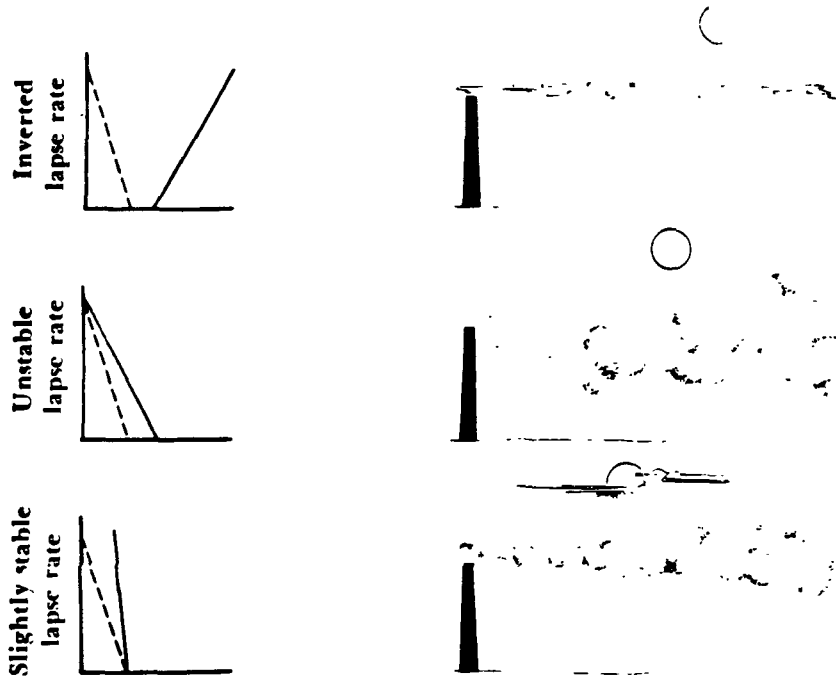 Inverted
lapse rate
Unstable
lapse rate
Slightly stable
lapse rate